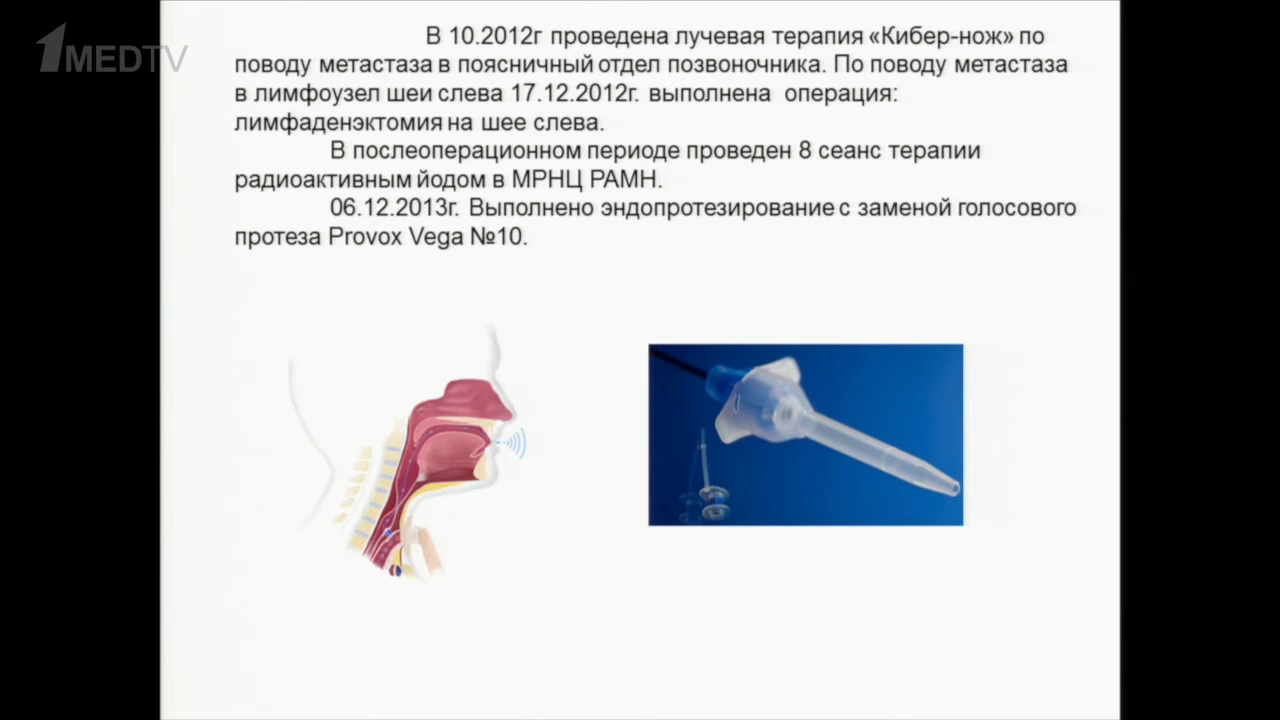 1MEDTV
В 10.2012г проведена лучевая терапия «Кибер-нож» по
поводу метастаза в поясничный отдел позвоночника. По поводу метастаза
в лимфоузел шеи слева 17.12.2012г. выполнена операция:
лимфаденэктомия на шее слева.
В послеоперационном периоде проведен 8 сеанс терапии
радиоактивным йодом в МРНЦ РАМН.
06.12.2013г. Выполнено эндопротезирование с заменой голосового
протеза Provox Vega №10.